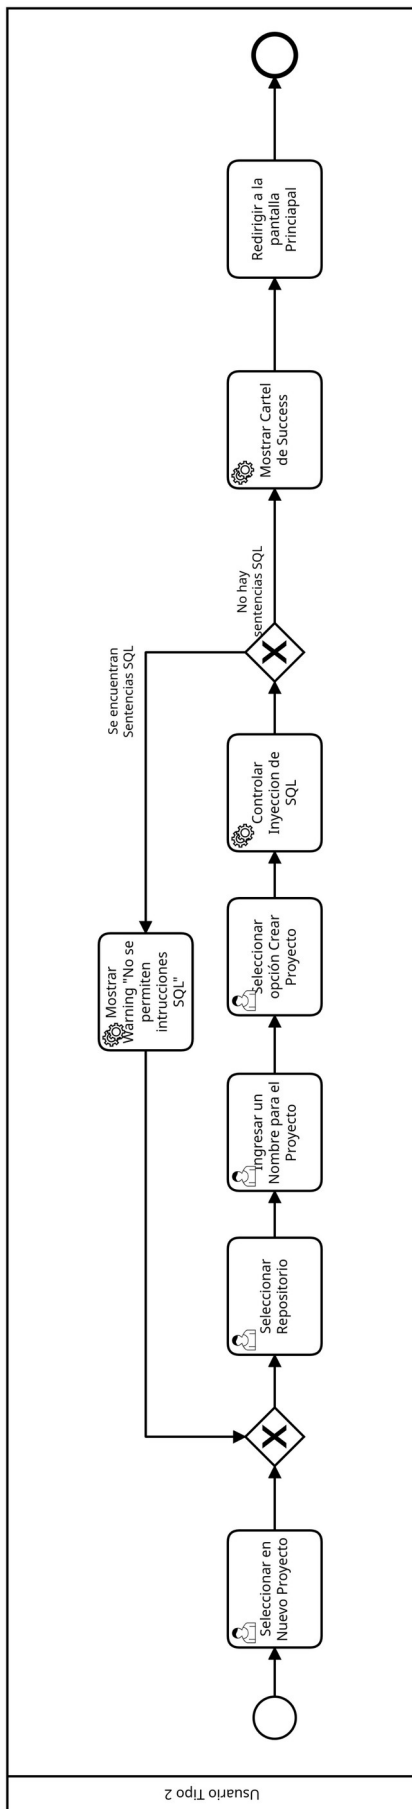 Usuario Tipo 2
Seleccionar en
Nuevo Proyecto
Seleccionar
Repositorio
Ingresar un
Nombre para el
Proyecto
Seleccionar
opción Crear
Proyecto
Controlar
Inyeccion de
SQL
Se encuentran
Sentencias SQL
Mostrar
Warning "No se
permiten
intrucciones
SQL"
No hay
sentencias SQL
Mostrar Cartel
de Success
Redirigir a la
pantalla
Princiapal